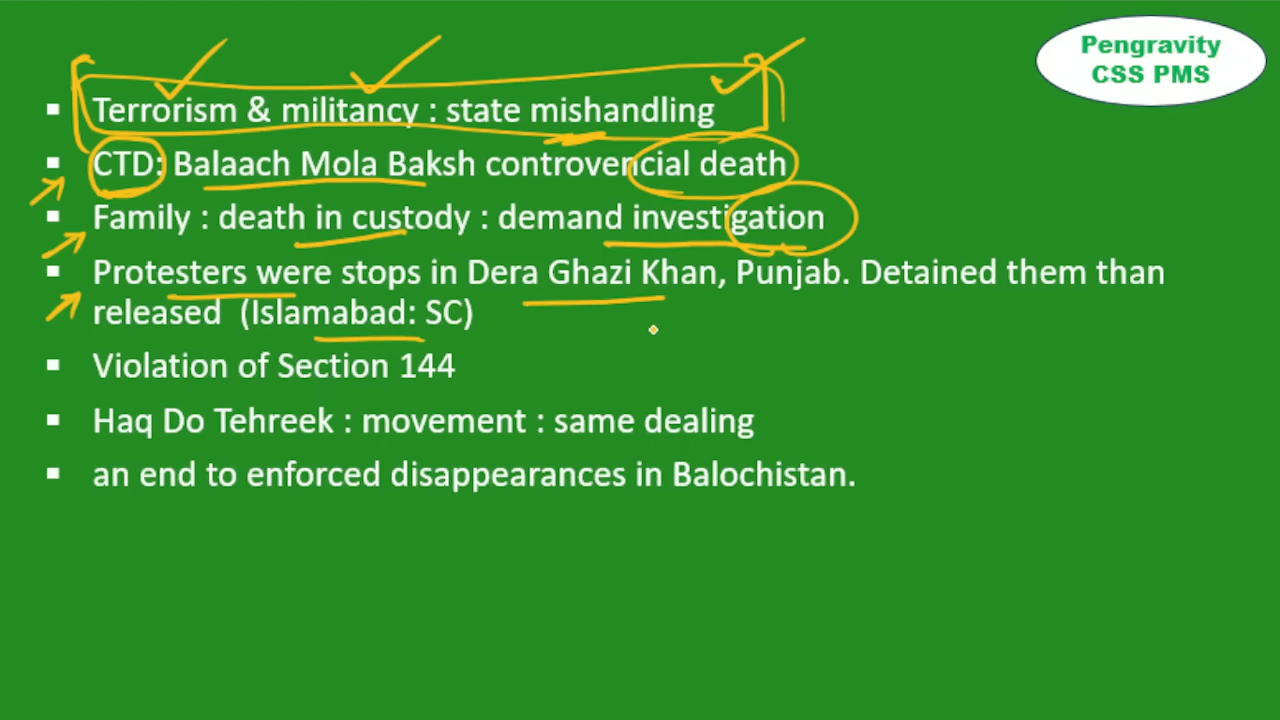 Pengravity
CSS PMS
▪ Terrorism & militancy : state mishandling
▪ CTD: Balaach Mola Baksh controvencial death
▪ Family : death in custody : demand investigation
▪ Protesters were stops in Dera Ghazi Khan, Punjab. Detained them than
released (Islamabad: SC)
▪ Violation of Section 144
▪ Haq Do Tehreek : movement : same dealing
▪ an end to enforced disappearances in Balochistan.